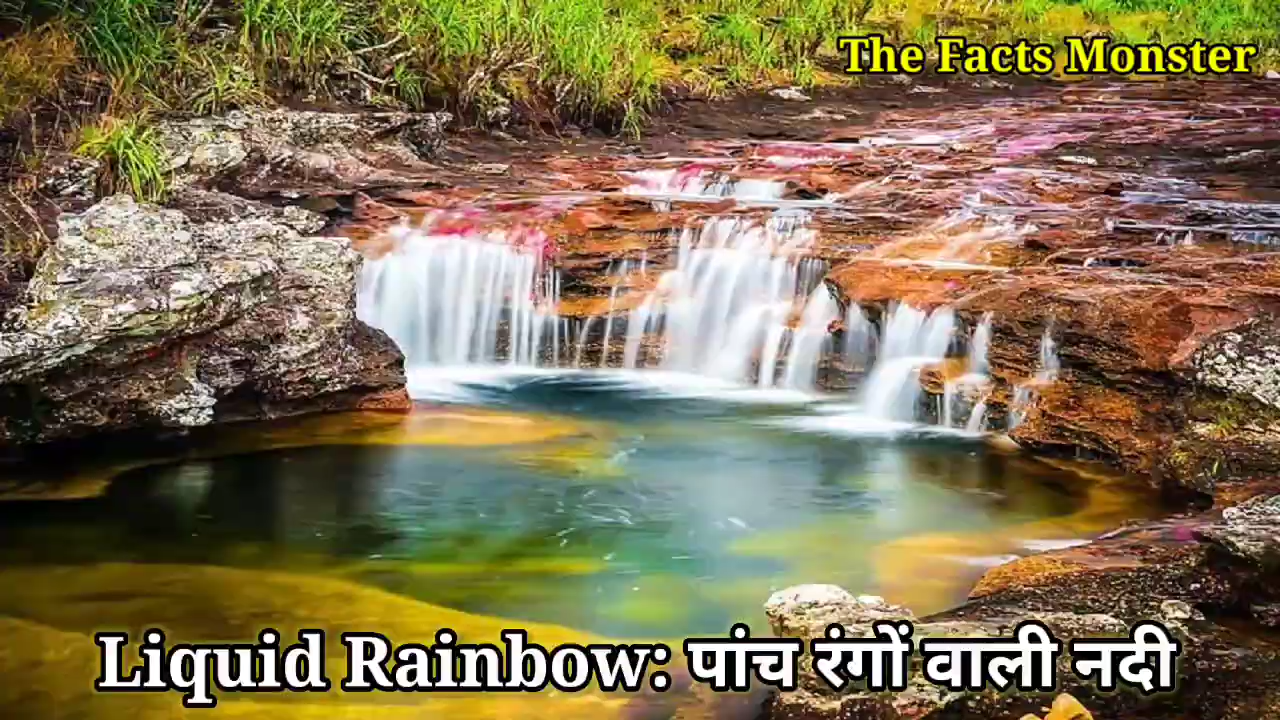 The Facts Monster
Liquid Rainbow: पांच रंगों वाली नदी